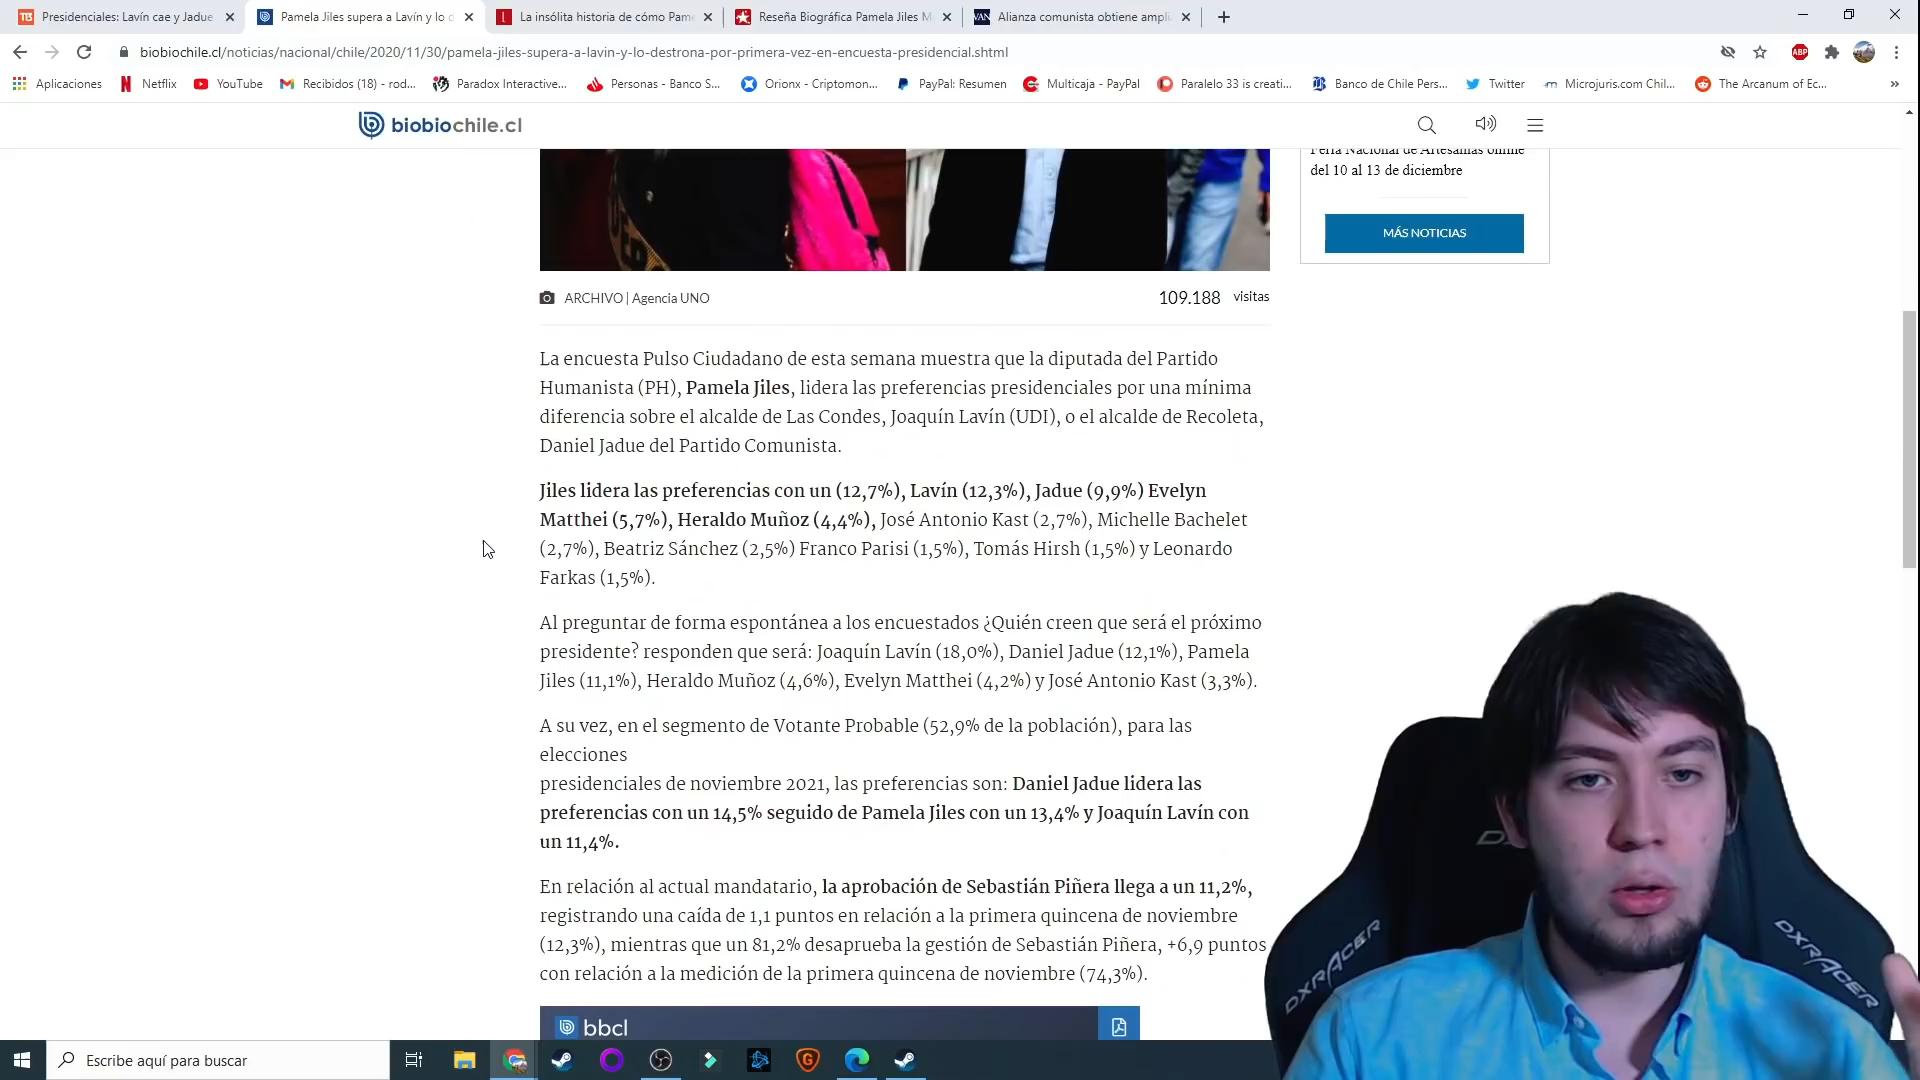 Presidenciales: Lavín cae y Jadue
Pamela Jiles supera a Lavín y lo d
La insólita historia de cómo Pame
Reseña Biográfica Pamela Jiles M
VAN Alianza comunista obtiene ampli
biobiochile.cl/noticias/nacional/chile/2020/11/30/pamela-jiles-supera-a-lavin-y-lo-destrona-por-primera-vez-en-encuesta-presidencial.shtml
ABP
Aplicaciones
Netflix
YouTube
Recibidos (18) - rod...
Paradox Interactive...
Personas - Banco S...
Orionx - Criptomon...
PayPal: Resumen
Multicaja - PayPal
Paralelo 33 is creati...
Banco de Chile Pers...
Twitter
Microjuris.com Chil...
The Arcanum of Ec...
biobiochile.cl
Feria Nacional de Artesanías online
del 10 al 13 de diciembre
MÁS NOTICIAS
ARCHIVO | Agencia UNO
109.188 visitas
La encuesta Pulso Ciudadano de esta semana muestra que la diputada del Partido
Humanista (PH), Pamela Jiles, lidera las preferencias presidenciales por una mínima
diferencia sobre el alcalde de Las Condes, Joaquín Lavín (UDI), o el alcalde de Recoleta,
Daniel Jadue del Partido Comunista.
Jiles lidera las preferencias con un (12,7%), Lavín (12,3%), Jadue (9,9%) Evelyn
Matthei (5,7%), Heraldo Muñoz (4,4%), José Antonio Kast (2,7%), Michelle Bachelet
(2,7%), Beatriz Sánchez (2,5%) Franco Parisi (1,5%), Tomás Hirsh (1,5%) y Leonardo
Farkas (1,5%).
Al preguntar de forma espontánea a los encuestados ¿Quién creen que será el próximo
presidente? responden que será: Joaquín Lavín (18,0%), Daniel Jadue (12,1%), Pamela
Jiles (11,1%), Heraldo Muñoz (4,6%), Evelyn Matthei (4,2%) y José Antonio Kast (3,3%).
A su vez, en el segmento de Votante Probable (52,9% de la población), para las
elecciones
presidenciales de noviembre 2021, las preferencias son: Daniel Jadue lidera las
preferencias con un 14,5% seguido de Pamela Jiles con un 13,4% y Joaquín Lavín con
un 11,4%.
En relación al actual mandatario, la aprobación de Sebastián Piñera llega a un 11,2%,
registrando una caída de 1,1 puntos en relación a la primera quincena de noviembre
(12,3%), mientras que un 81,2% desaprueba la gestión de Sebastián Piñera, +6,9 puntos
con relación a la medición de la primera quincena de noviembre (74,3%).
bbcl
DXRACER
DXRACER
Escribe aquí para buscar